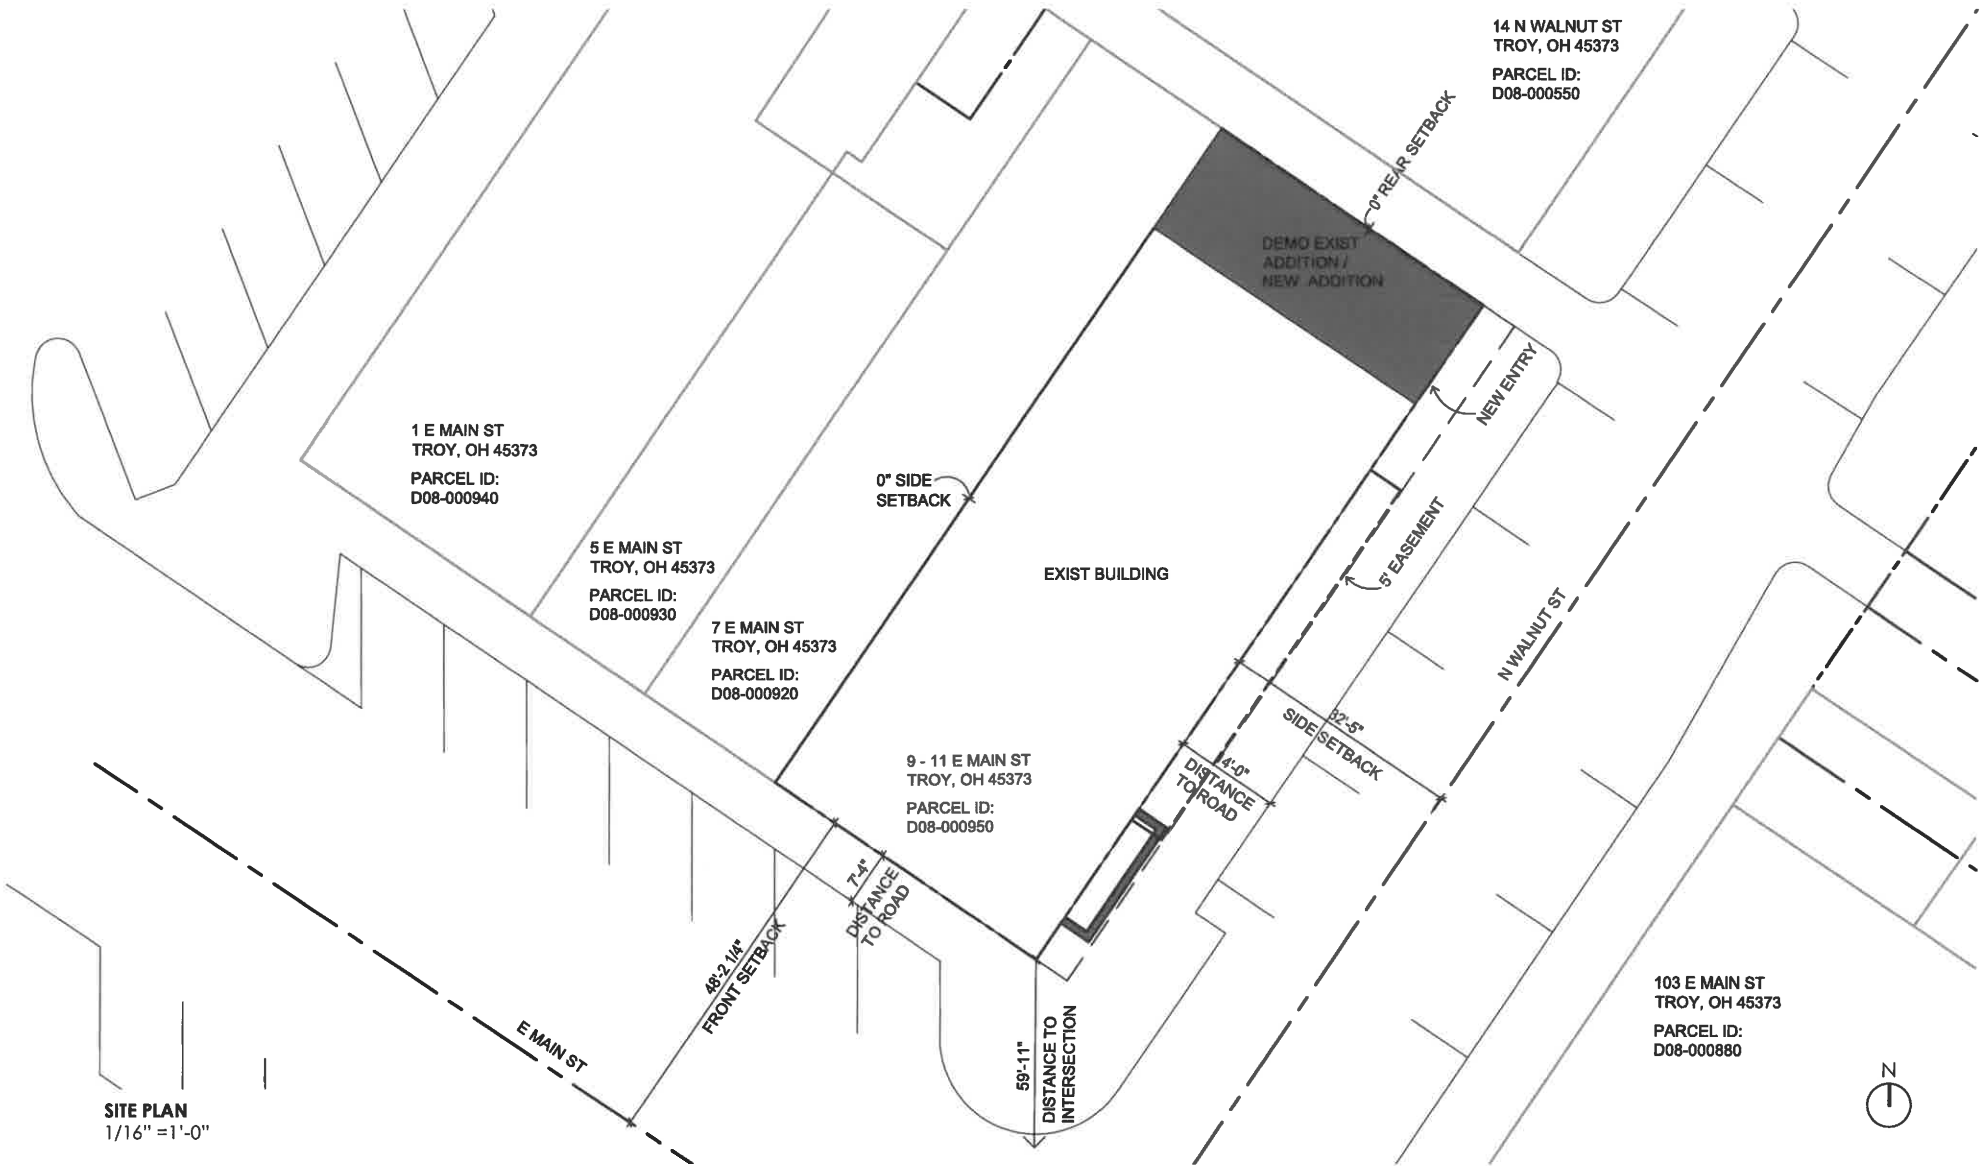 14 N WALNUT ST
TROY, OH 45373
PARCEL ID:
D08-000550
0" REAR SETBACK
DEMO EXIST
ADDITION /
NEW ADDITION
NEW ENTRY
1 E MAIN ST
TROY, OH 45373
PARCEL ID:
D08-000940
0" SIDE
SETBACK
5' EASEMENT
5 E MAIN ST
TROY, OH 45373
PARCEL ID:
D08-000930
EXIST BUILDING
N WALNUT ST
7 E MAIN ST
TROY, OH 45373
PARCEL ID:
D08-000920
32'-5"
SIDE SETBACK
9 - 11 E MAIN ST
TROY, OH 45373
PARCEL ID:
D08-000950
14'-0"
DISTANCE
TO ROAD
7'-4"
DISTANCE
TO ROAD
48'-2 1/4"
FRONT SETBACK
E MAIN ST
59'-11"
DISTANCE TO
INTERSECTION
103 E MAIN ST
TROY, OH 45373
PARCEL ID:
D08-000880
N
SITE PLAN
1/16" =1'-0"